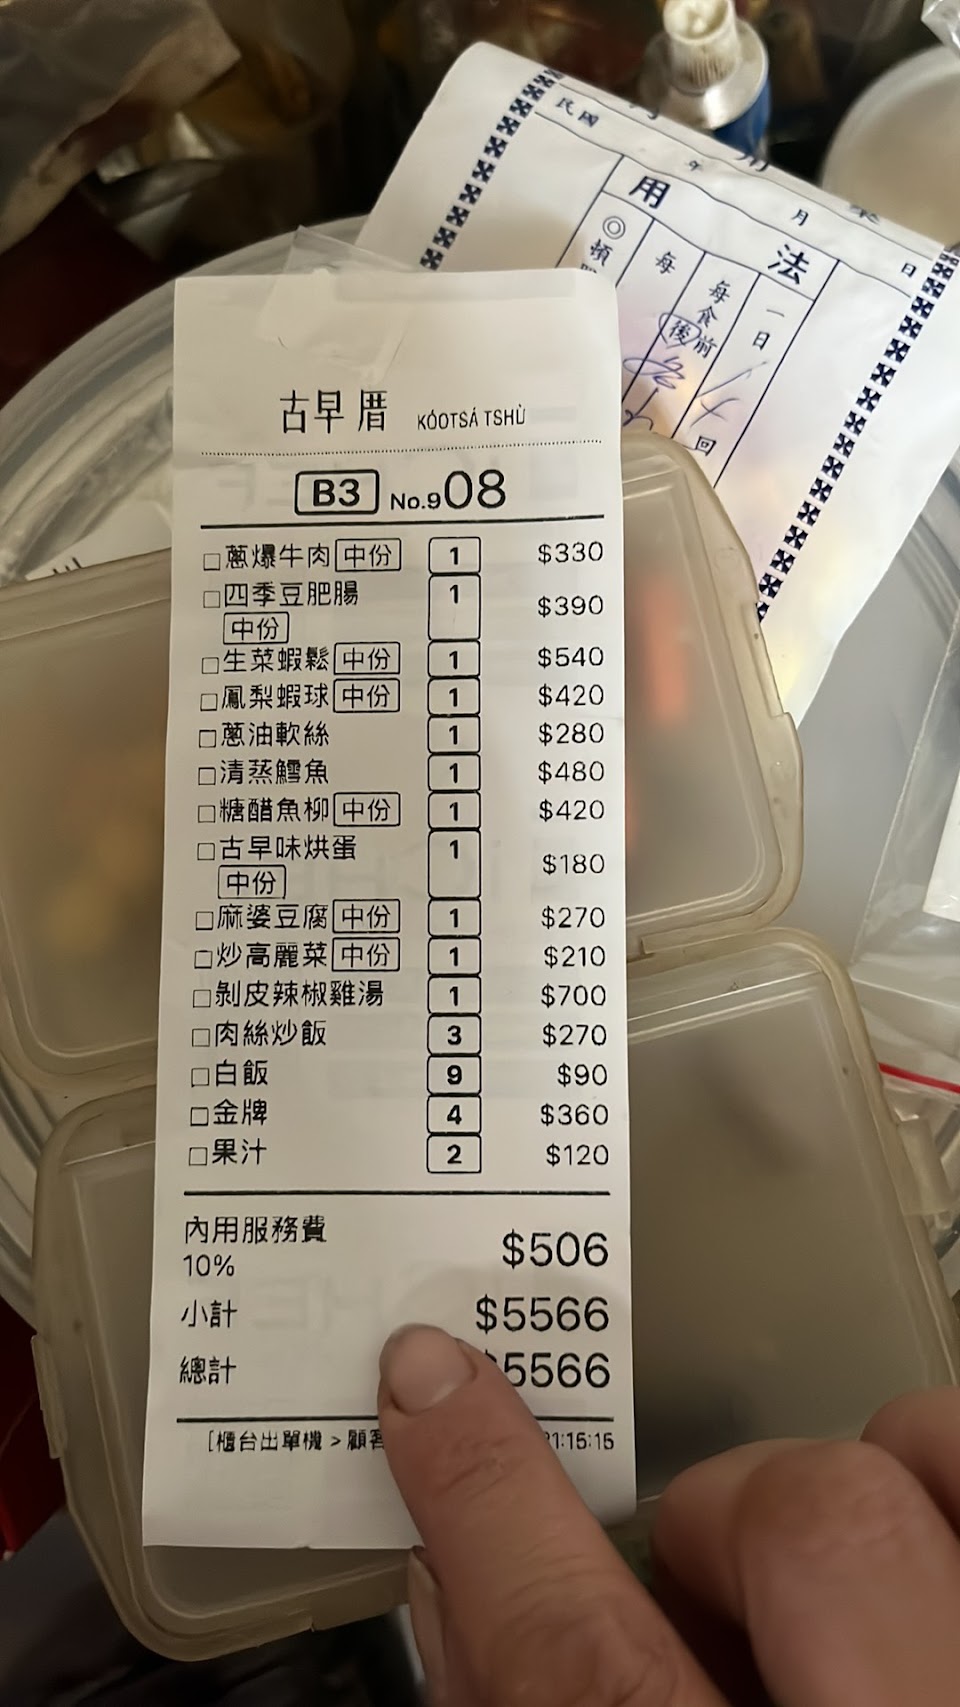 民國
年
月
日
用
法
◎
頓
每
每食前
後
一日
4
回
古早厝 KÓOTSÁ TSHÙ
B3 No.908
□蔥爆牛肉 中份 1 $330
□四季豆肥腸 1 $390
中份
□生菜蝦鬆 中份 1 $540
□鳳梨蝦球 中份 1 $420
□蔥油軟絲 1 $280
□清蒸鱈魚 1 $480
□糖醋魚柳 中份 1 $420
□古早味烘蛋 1 $180
中份
□麻婆豆腐 中份 1 $270
□炒高麗菜 中份 1 $210
□剝皮辣椒雞湯 1 $700
□肉絲炒飯 3 $270
□白飯 9 $90
□金牌 4 $360
□果汁 2 $120
內用服務費 $506
10%
小計 $5566
總計 5566
[櫃台出單機 > 顧客 1:15:15